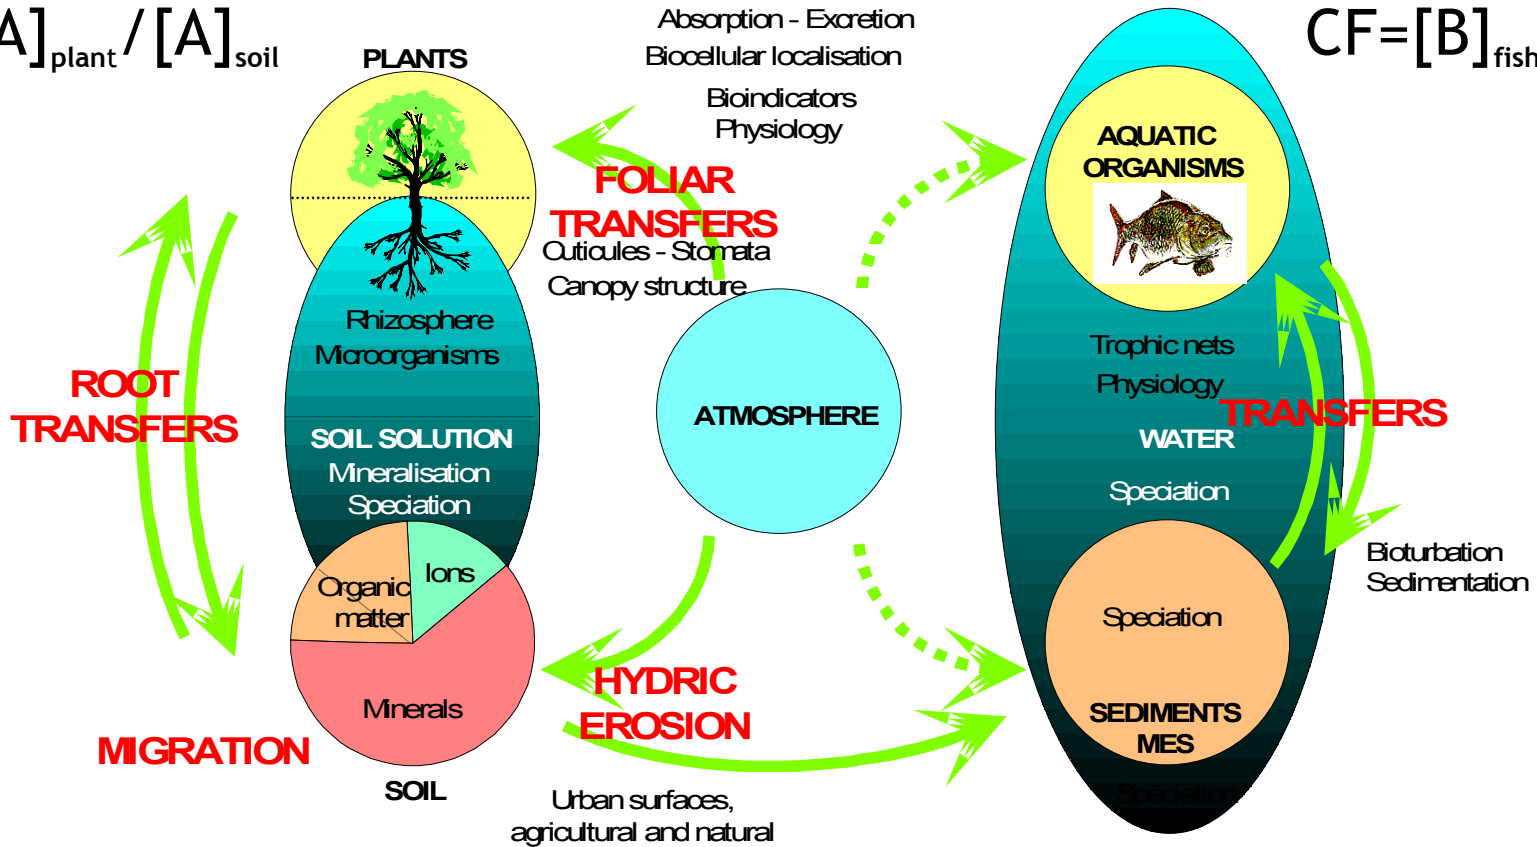 A]plant / [A]soil
CF=[B]fish
PLANTS
Absorption - Excretion
Biocellular localisation
Bioindicators
Physiology
FOLIAR
TRANSFERS
Cuticules - Stomata
Canopy structure
AQUATIC
ORGANISMS
Rhizosphere
Microorganisms
ROOT
TRANSFERS
SOIL SOLUTION
Mineralisation
Speciation
ATMOSPHERE
Trophic nets
Physiology
TRANSFERS
WATER
Speciation
Bioturbation
Sedimentation
Organic
matter
Ions
Minerals
MIGRATION
SOIL
HYDRIC
EROSION
Urban surfaces,
agricultural and natural
Speciation
SEDIMENTS
MES
Spéciation